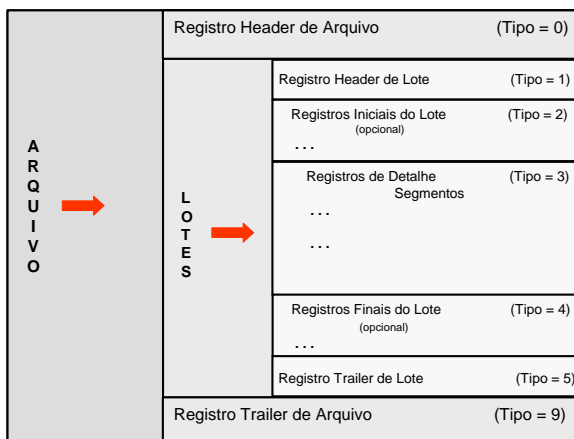 Registro Header de Arquivo (Tipo = 0)
ARQUIVO
LOTES
Registro Header de Lote (Tipo = 1)
Registros Iniciais do Lote (Tipo = 2)
(opcional)
...
Registros de Detalhe (Tipo = 3)
Segmentos
...
...
Registros Finais do Lote (Tipo = 4)
(opcional)
...
Registro Trailer de Lote (Tipo = 5)
Registro Trailer de Arquivo (Tipo = 9)